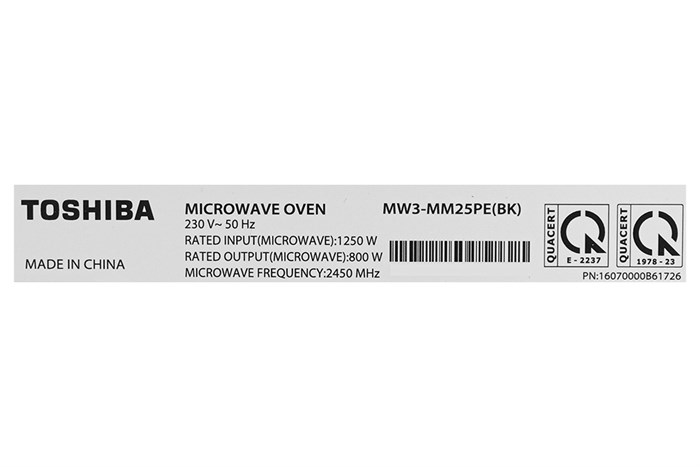 TOSHIBA
MADE IN CHINA
MICROWAVE OVEN
230 V~ 50 Hz
RATED INPUT(MICROWAVE):1250 W
RATED OUTPUT(MICROWAVE):800 W
MICROWAVE FREQUENCY:2450 MHz
MW3-MM25PE(BK)
QUACERT
E - 2237
QUACERT
1978 - 23
PN:16070000B61726